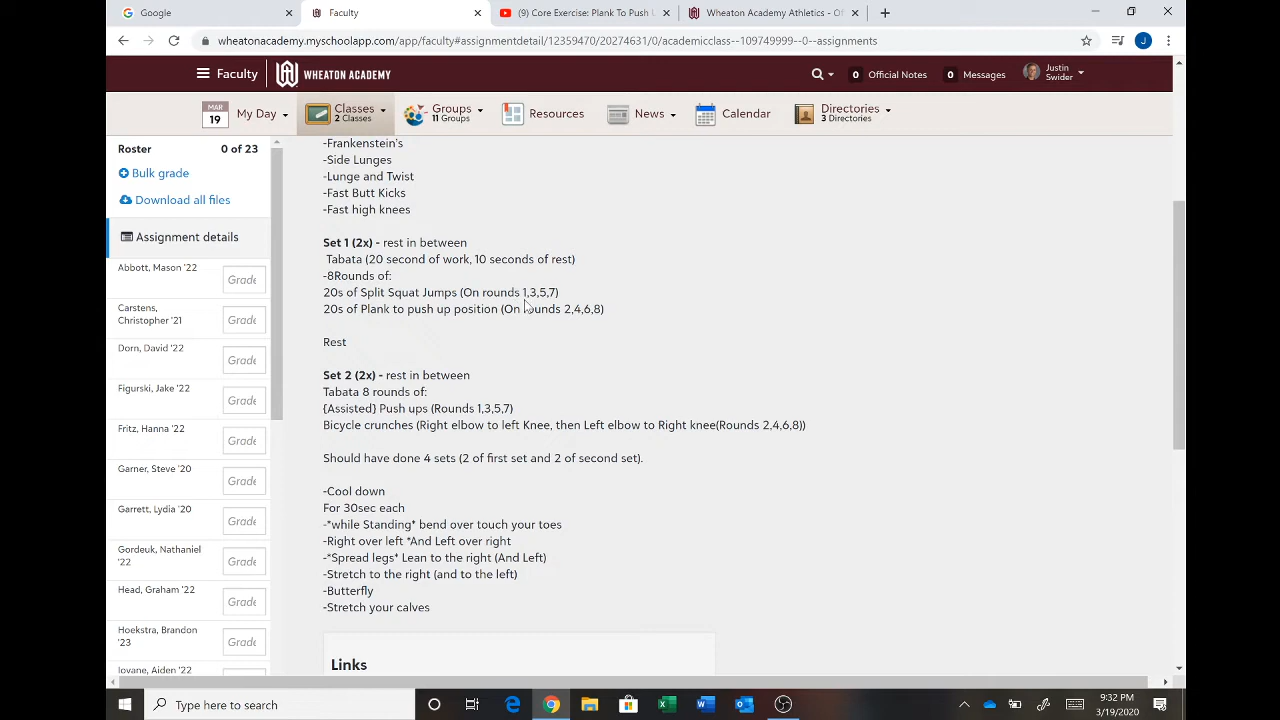 Google
Faculty
(9) Core Exercise: Plank To Push U
Wheaton Academy Athletics - Of
wheatonacademy.myschoolapp.com/app/faculty#assignmentdetail/12359470/20274631/0/academicclass--109749999--0--assignments
J
Faculty
WHEATON ACADEMY
0 Official Notes
0 Messages
Justin
Swider
MAR
19
My Day
Classes
2 Classes
Groups
11 Groups
Resources
News
Calendar
Directories
3 Directories
Roster
0 of 23
Bulk grade
Download all files
Assignment details
Abbott, Mason '22
Grade
Carstens,
Christopher '21
Grade
Dorn, David '22
Grade
Figurski, Jake '22
Grade
Fritz, Hanna '22
Grade
Garner, Steve '20
Grade
Garrett, Lydia '20
Grade
Gordeuk, Nathaniel
'22
Grade
Head, Graham '22
Grade
Hoekstra, Brandon
'23
Grade
Iovane, Aiden '22
-Frankenstein's
-Side Lunges
-Lunge and Twist
-Fast Butt Kicks
-Fast high knees
Set 1 (2x) - rest in between
Tabata (20 second of work, 10 seconds of rest)
-8Rounds of:
20s of Split Squat Jumps (On rounds 1,3,5,7)
20s of Plank to push up position (On rounds 2,4,6,8)
Rest
Set 2 (2x) - rest in between
Tabata 8 rounds of:
{Assisted} Push ups (Rounds 1,3,5,7)
Bicycle crunches (Right elbow to left Knee, then Left elbow to Right knee(Rounds 2,4,6,8))
Should have done 4 sets (2 of first set and 2 of second set).
-Cool down
For 30sec each
-*while Standing* bend over touch your toes
-Right over left *And Left over right
-*Spread legs* Lean to the right (And Left)
-Stretch to the right (and to the left)
-Butterfly
-Stretch your calves
Links
Type here to search
9:32 PM
3/19/2020